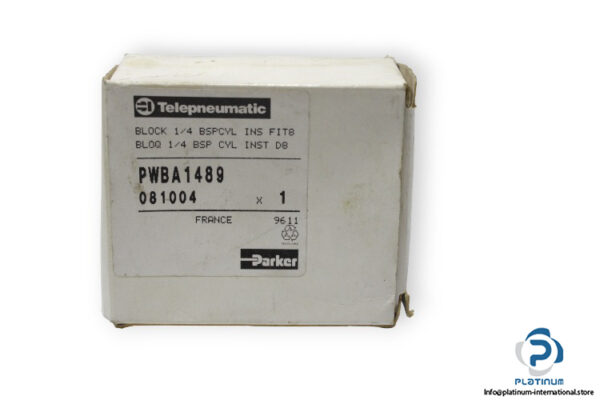 Telepneumatic
BLOCK 1/4 BSPCYL INS FIT8
BLOQ 1/4 BSP CYL INST D8
PWBA1489
081004 x 1
FRANCE 9611
Parker
PLATINUM
Info@platinum-international.store